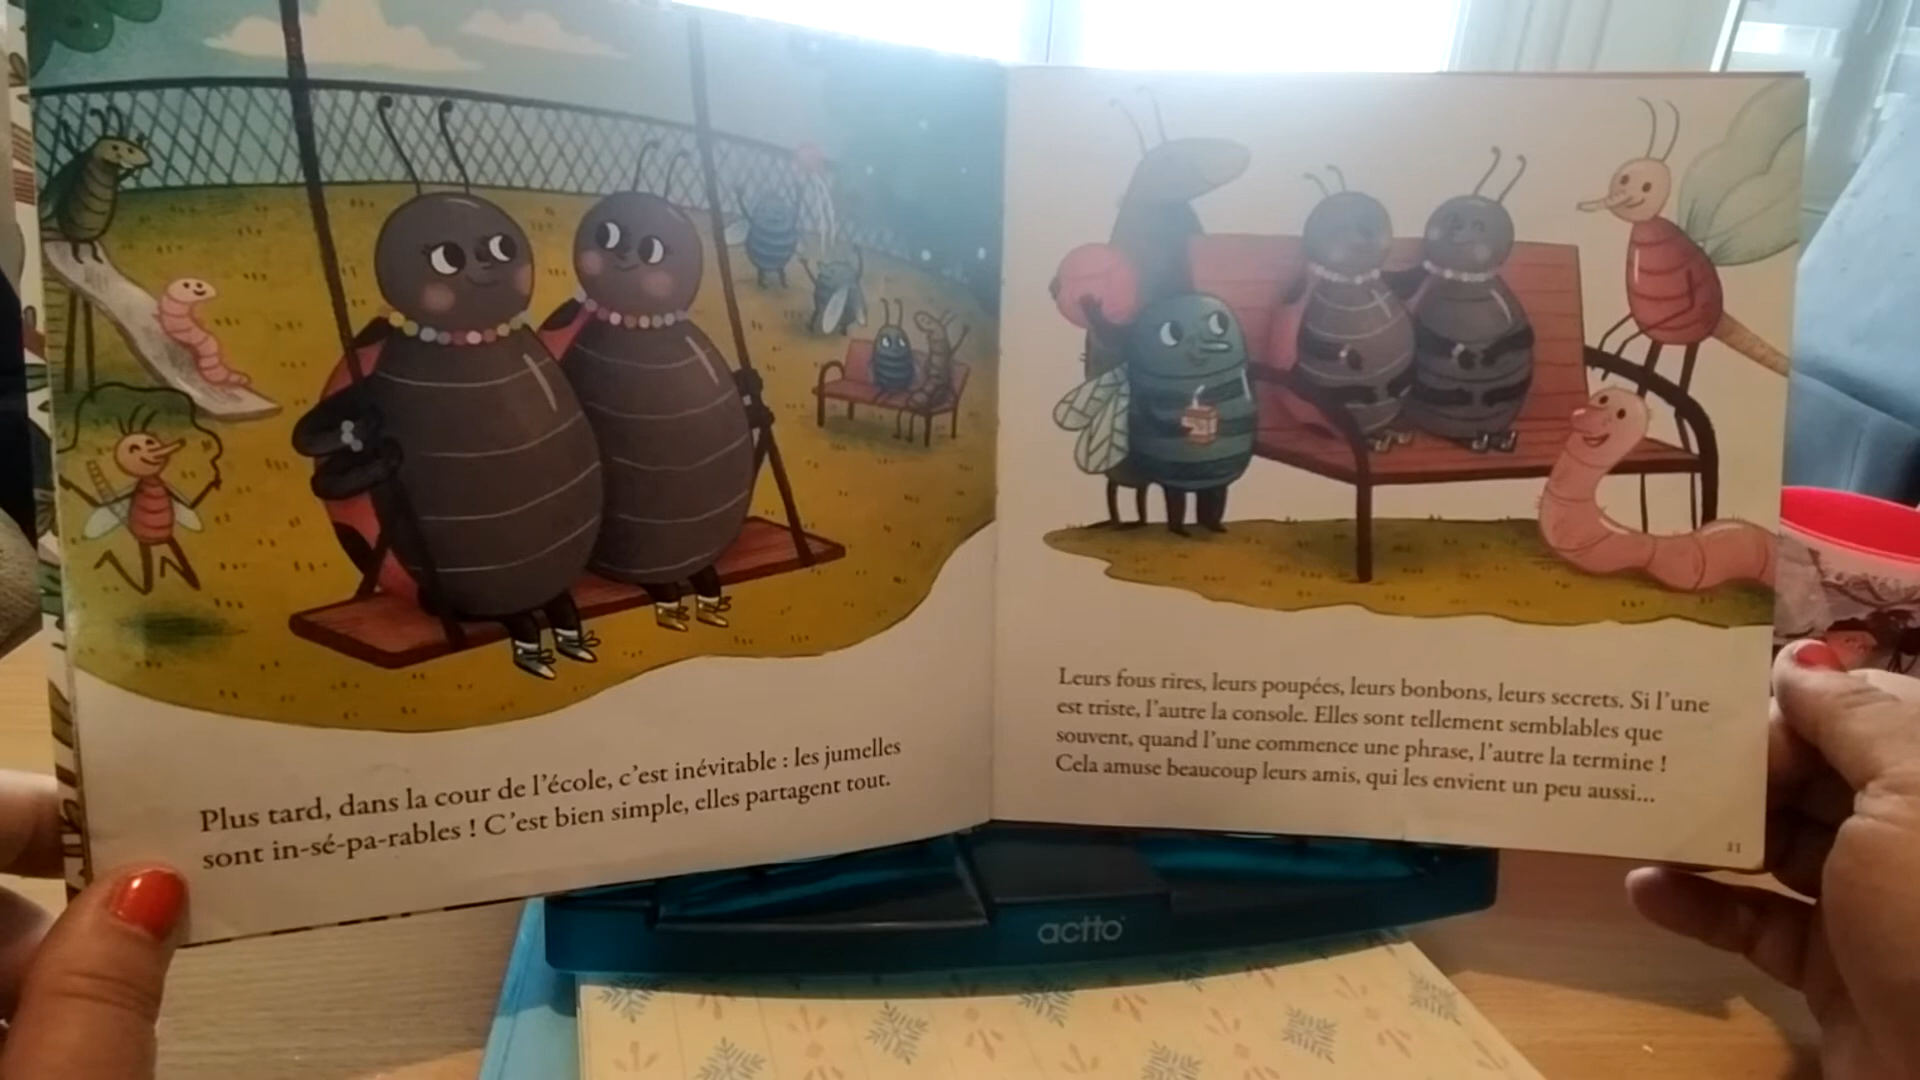 Plus tard, dans la cour de l'école, c'est inévitable : les jumelles
sont in-sé-pa-rables ! C'est bien simple, elles partagent tout.
Leurs fous rires, leurs poupées, leurs bonbons, leurs secrets. Si l'une
est triste, l'autre la console. Elles sont tellement semblables que
souvent, quand l'une commence une phrase, l'autre la termine !
Cela amuse beaucoup leurs amis, qui les envient un peu aussi...
11
actto